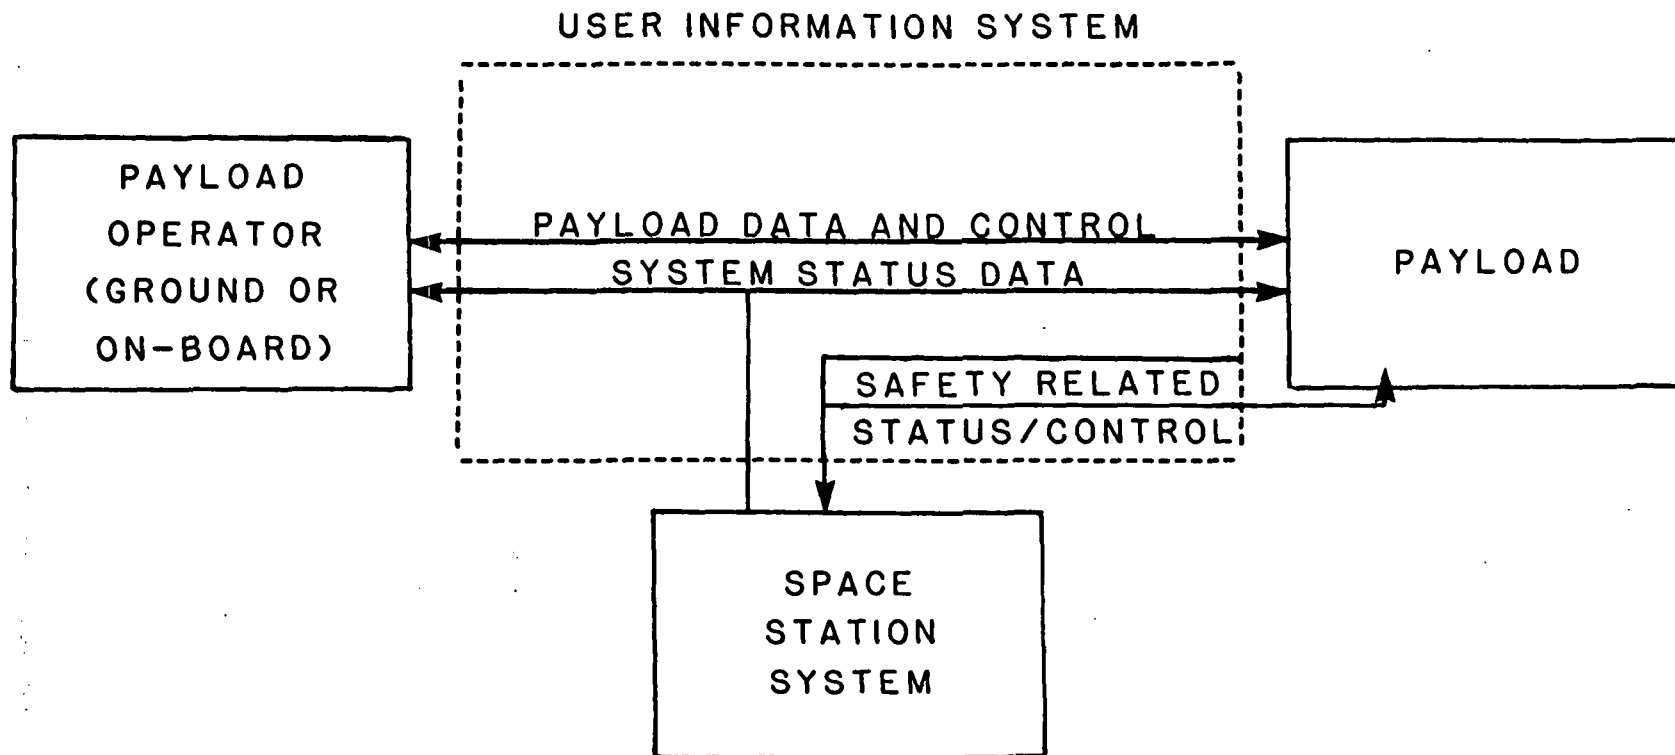 USER INFORMATION SYSTEM
PAYLOAD
OPERATOR
(GROUND OR
ON-BOARD)
PAYLOAD DATA AND CONTROL
SYSTEM STATUS DATA
PAYLOAD
SAFETY RELATED
STATUS/CONTROL
SPACE
STATION
SYSTEM